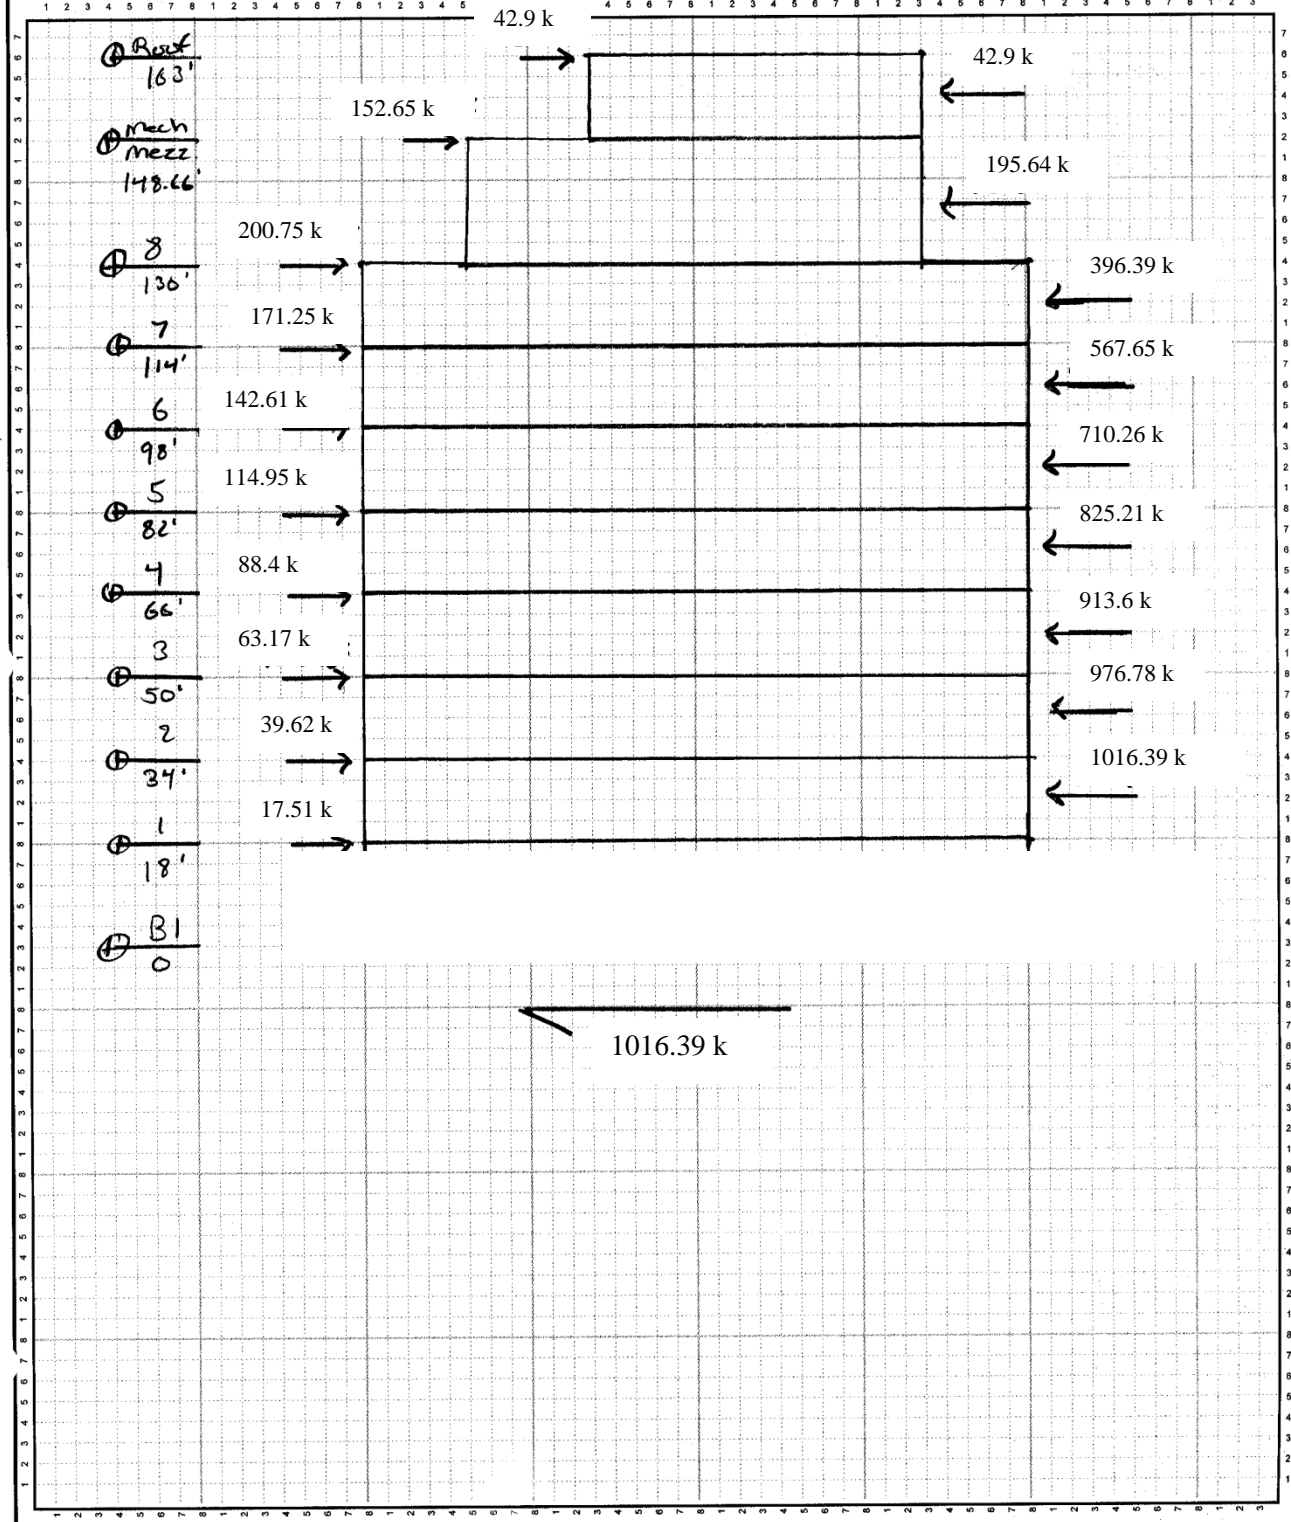 42.9 k
Roof
163'
42.9 k
152.65 k
Mech
Mezz
148.66'
195.64 k
200.75 k
8
130'
396.39 k
171.25 k
7
114'
567.65 k
142.61 k
6
98'
710.26 k
114.95 k
5
82'
825.21 k
88.4 k
4
66'
913.6 k
63.17 k
3
50'
976.78 k
39.62 k
2
34'
1016.39 k
17.51 k
1
18'
B1
0
1016.39 k